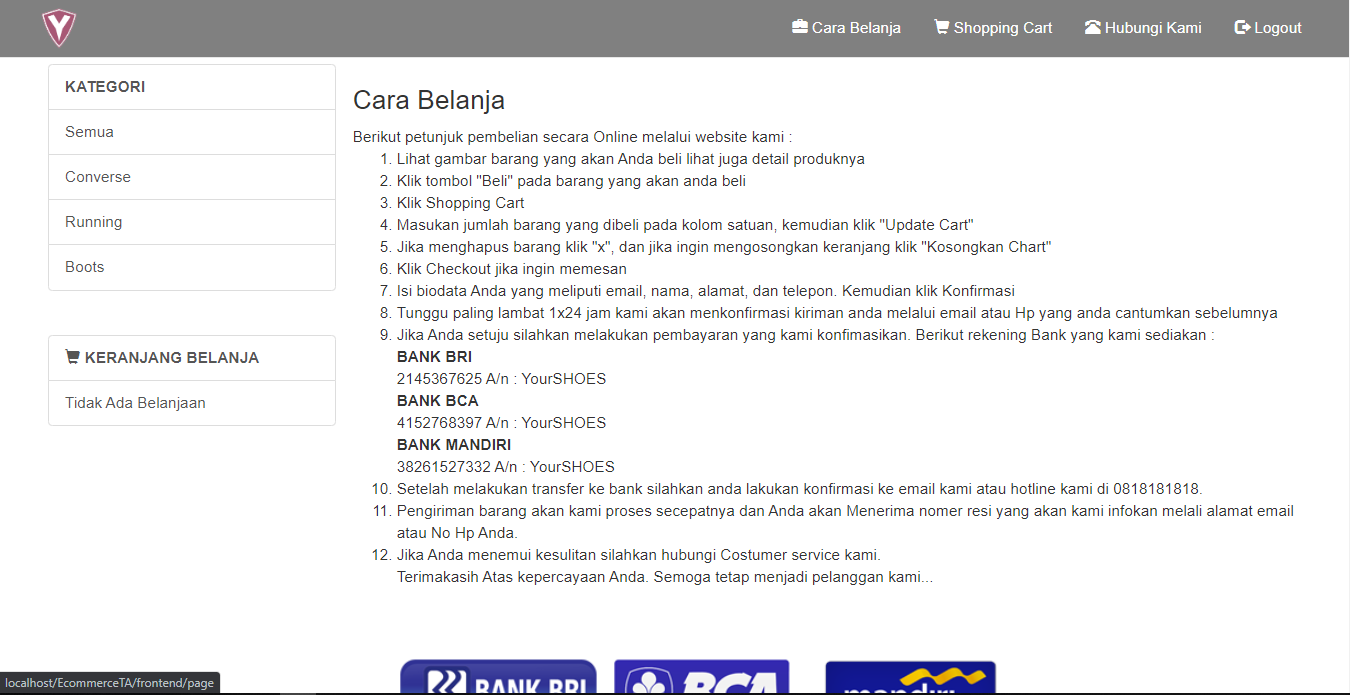 Cara Belanja
Shopping Cart
Hubungi Kami
Logout
KATEGORI
Semua
Converse
Running
Boots
KERANJANG BELANJA
Tidak Ada Belanjaan
Cara Belanja
Berikut petunjuk pembelian secara Online melalui website kami :
1. Lihat gambar barang yang akan Anda beli lihat juga detail produknya
2. Klik tombol "Beli" pada barang yang akan anda beli
3. Klik Shopping Cart
4. Masukan jumlah barang yang dibeli pada kolom satuan, kemudian klik "Update Cart"
5. Jika menghapus barang klik "x", dan jika ingin mengosongkan keranjang klik "Kosongkan Chart"
6. Klik Checkout jika ingin memesan
7. Isi biodata Anda yang meliputi email, nama, alamat, dan telepon. Kemudian klik Konfirmasi
8. Tunggu paling lambat 1x24 jam kami akan menkonfirmasi kiriman anda melalui email atau Hp yang anda cantumkan sebelumnya
9. Jika Anda setuju silahkan melakukan pembayaran yang kami konfimasikan. Berikut rekening Bank yang kami sediakan :
BANK BRI
2145367625 A/n : YourSHOES
BANK BCA
4152768397 A/n : YourSHOES
BANK MANDIRI
38261527332 A/n : YourSHOES
10. Setelah melakukan transfer ke bank silahkan anda lakukan konfirmasi ke email kami atau hotline kami di 0818181818.
11. Pengiriman barang akan kami proses secepatnya dan Anda akan Menerima nomer resi yang akan kami infokan melali alamat email
atau No Hp Anda.
12. Jika Anda menemui kesulitan silahkan hubungi Costumer service kami.
Terimakasih Atas kepercayaan Anda. Semoga tetap menjadi pelanggan kami...
BANK BRI
BCA
mandiri
localhost/EcommerceTA/frontend/page